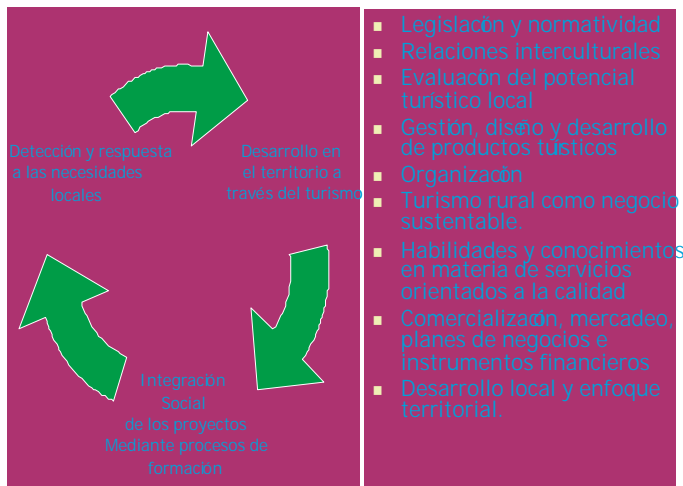 Detección y respuesta
a las necesidades
locales
Desarrollo en
el territorio a
través del turismo
Integración
Social
de los proyectos
Mediante procesos de
formación
Legislación y normatividad
Relaciones interculturales
Evaluación del potencial
turístico local
Gestión, diseño y desarrollo
de productos turísticos
Organización
Turismo rural como negocio
sustentable.
Habilidades y conocimientos
en materia de servicios
orientados a la calidad
Comercialización, mercadeo,
planes de negocios e
instrumentos financieros
Desarrollo local y enfoque
territorial.